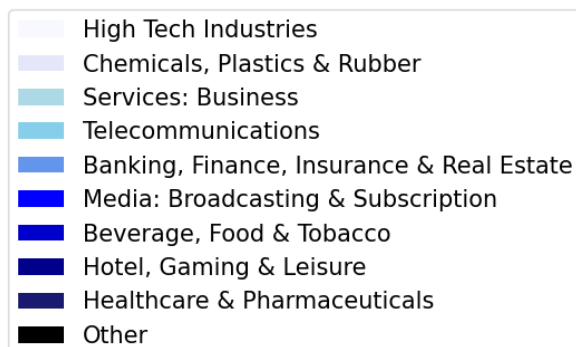 High Tech Industries
Chemicals, Plastics & Rubber
Services: Business
Telecommunications
Banking, Finance, Insurance & Real Estate
Media: Broadcasting & Subscription
Beverage, Food & Tobacco
Hotel, Gaming & Leisure
Healthcare & Pharmaceuticals
Other